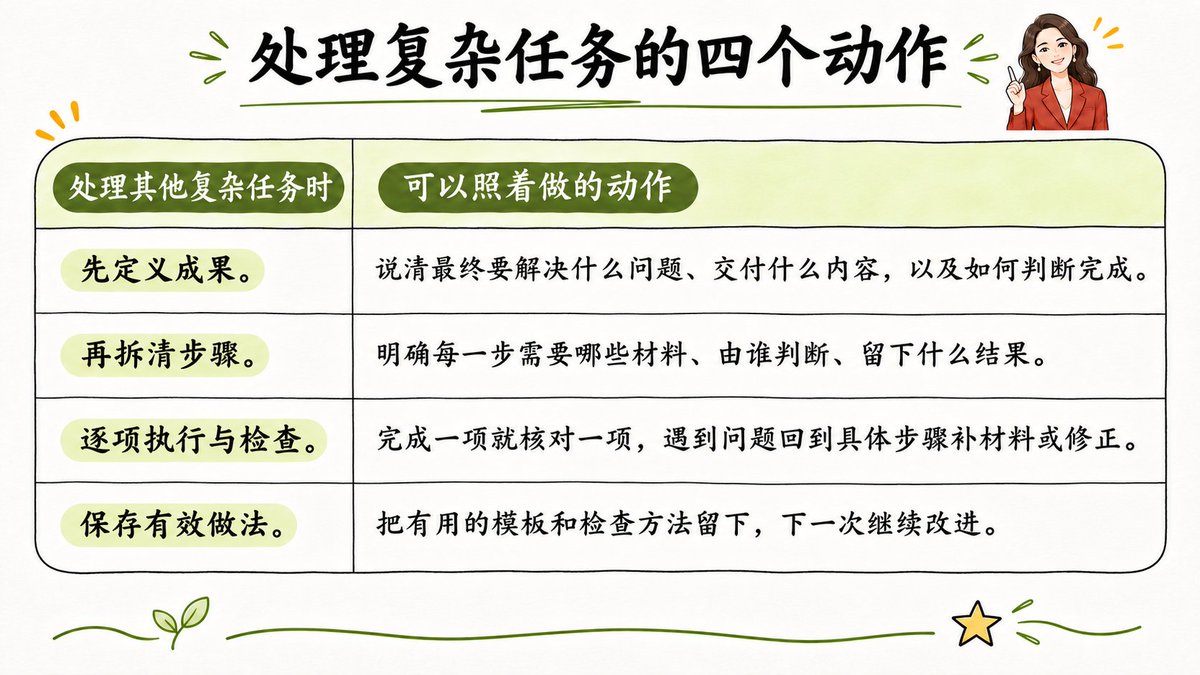 处理复杂任务的四个动作
处理其他复杂任务时
可以照着做的动作
先定义成果。
说清最终要解决什么问题、交付什么内容，以及如何判断完成。
再拆清步骤。
明确每一步需要哪些材料、由谁判断、留下什么结果。
逐项执行与检查。
完成一项就核对一项，遇到问题回到具体步骤补材料或修正。
保存有效做法。
把有用的模板和检查方法留下，下一次继续改进。